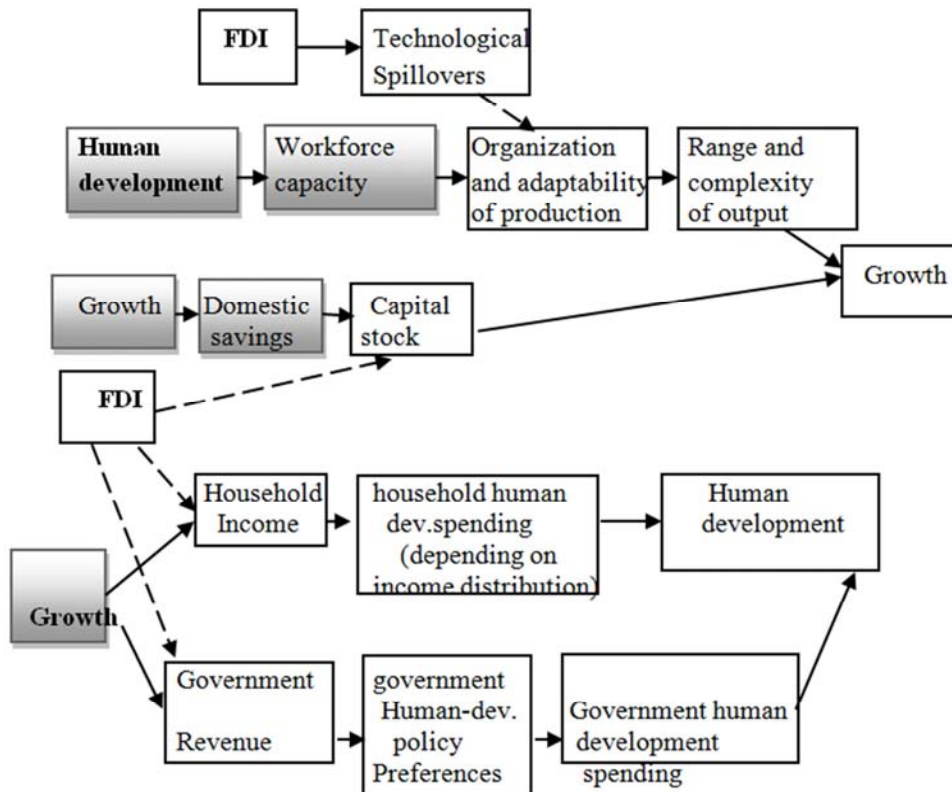 FDI
Technological
Spillovers
Human
development
Workforce
capacity
Organization
and adaptability
of production
Range and
complexity
of output
Growth
Growth
Domestic
savings
Capital
stock
FDI
Household
Income
household human
dev.spending
(depending on
income distribution)
Human
development
Growth
Government
Revenue
government
Human-dev.
policy
Preferences
Government human
development
spending